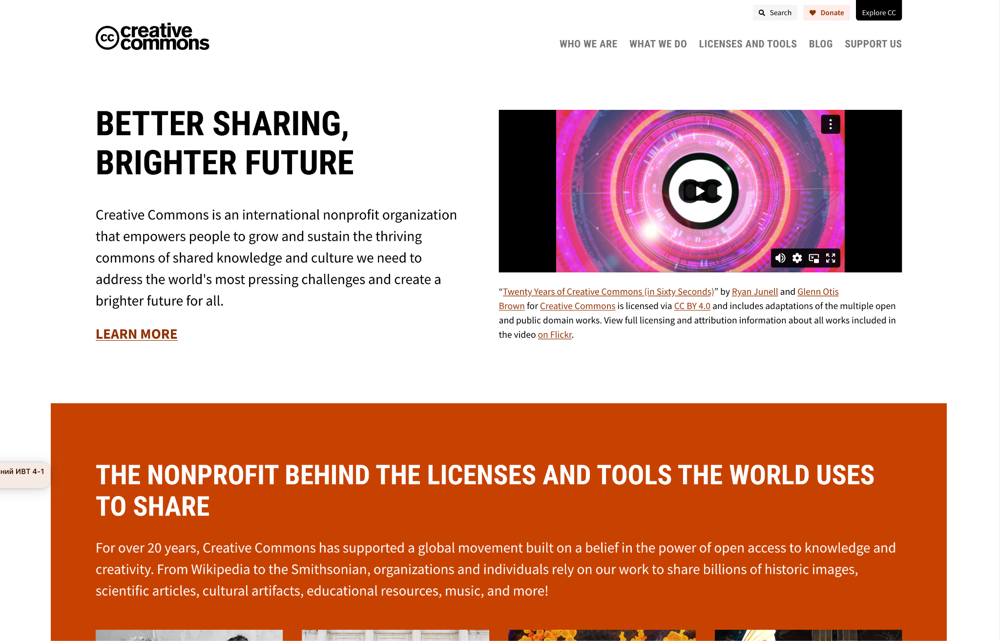 Search
Donate
Explore CC
cc creative
commons
WHO WE ARE WHAT WE DO LICENSES AND TOOLS BLOG SUPPORT US
BETTER SHARING,
BRIGHTER FUTURE
Creative Commons is an international nonprofit organization
that empowers people to grow and sustain the thriving
commons of shared knowledge and culture we need to
address the world's most pressing challenges and create a
brighter future for all.
LEARN MORE
CC
“Twenty Years of Creative Commons (in Sixty Seconds)” by Ryan Junell and Glenn Otis
Brown for Creative Commons is licensed via CC BY 4.0 and includes adaptations of the multiple open
and public domain works. View full licensing and attribution information about all works included in
the video on Flickr.
ний ИВТ 4-1
THE NONPROFIT BEHIND THE LICENSES AND TOOLS THE WORLD USES
TO SHARE
For over 20 years, Creative Commons has supported a global movement built on a belief in the power of open access to knowledge and
creativity. From Wikipedia to the Smithsonian, organizations and individuals rely on our work to share billions of historic images,
scientific articles, cultural artifacts, educational resources, music, and more!